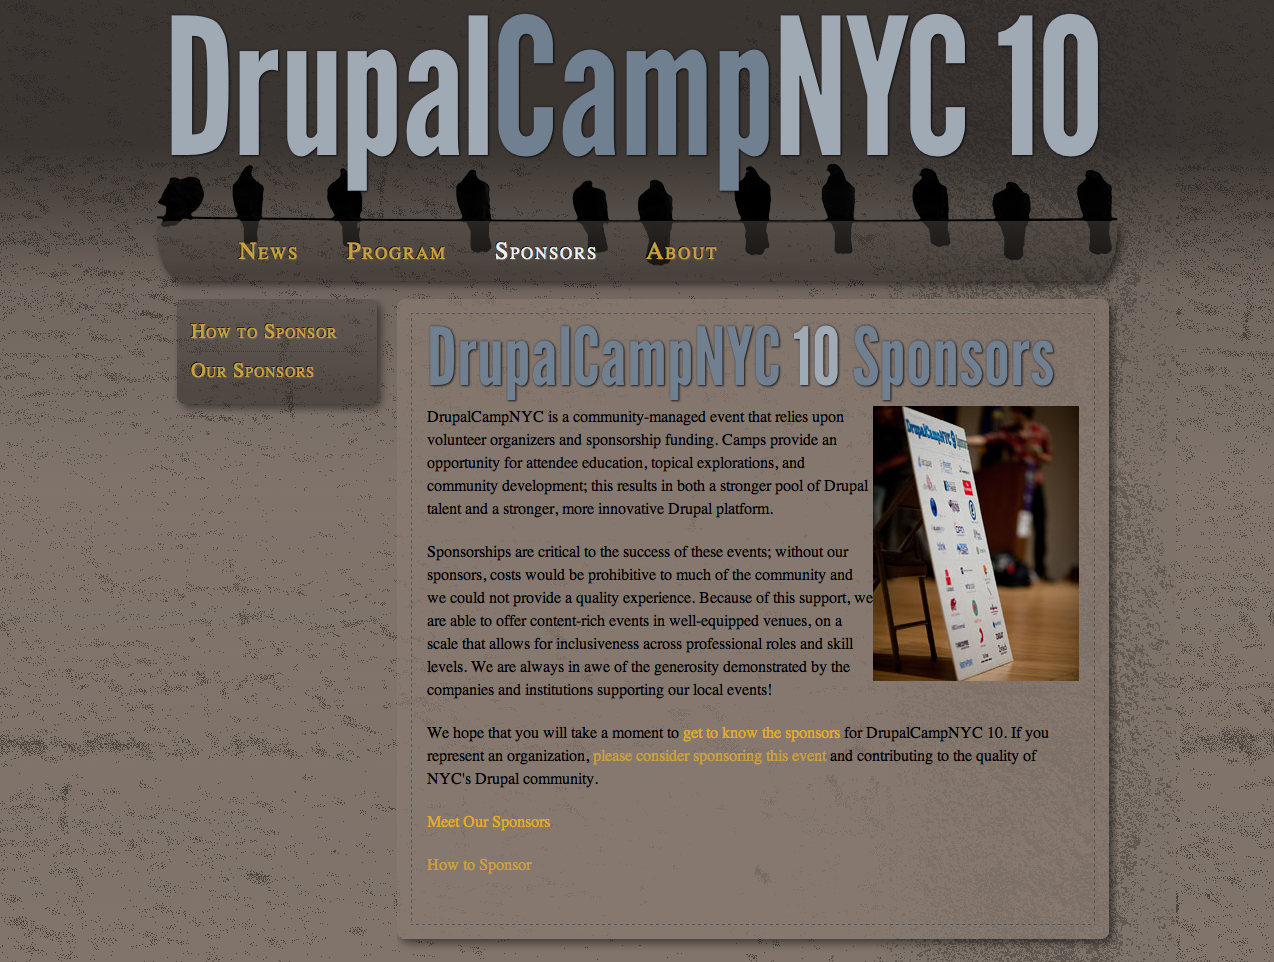 DrupalCampNYC 10
News Program Sponsors About
How to Sponsor
Our Sponsors
DrupalCampNYC 10 Sponsors
DrupalCampNYC is a community-managed event that relies upon
volunteer organizers and sponsorship funding. Camps provide an
opportunity for attendee education, topical explorations, and
community development; this results in both a stronger pool of Drupal
talent and a stronger, more innovative Drupal platform.
Sponsorships are critical to the success of these events; without our
sponsors, costs would be prohibitive to much of the community and
we could not provide a quality experience. Because of this support, we
are able to offer content-rich events in well-equipped venues, on a
scale that allows for inclusiveness across professional roles and skill
levels. We are always in awe of the generosity demonstrated by the
companies and institutions supporting our local events!
We hope that you will take a moment to get to know the sponsors for DrupalCampNYC 10. If you
represent an organization, please consider sponsoring this event and contributing to the quality of
NYC's Drupal community.
Meet Our Sponsors
How to Sponsor
DrupalCampNYC 9